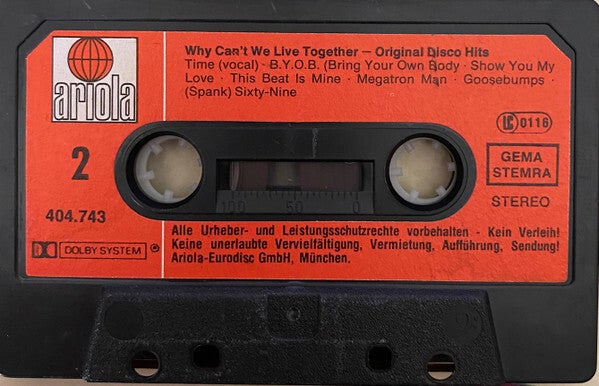 ariola
Why Can't We Live Together – Original Disco Hits
Time (vocal) · B.Y.O.B. (Bring Your Own Body · Show You My
Love · This Beat Is Mine · Megatron Man · Goosebumps ·
(Spank) Sixty-Nine
LC 0116
2
GEMA
STEMRA
STEREO
404.743
100 50 0
DOLBY SYSTEM ®
Alle Urheber- und Leistungsschutzrechte vorbehalten - Kein Verleih!
Keine unerlaubte Vervielfältigung, Vermietung, Aufführung, Sendung!
Ariola-Eurodisc GmbH, München.